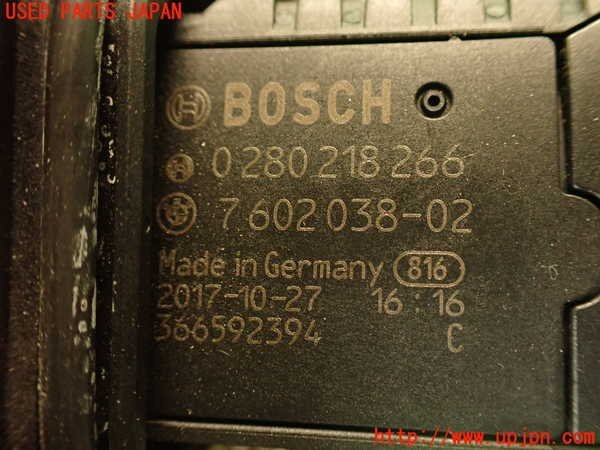 USED PARTS JAPAN
BOSCH
0 280 218 266
7 602 038-02
Made in Germany 816
2017-10-27 16:16
366592394 C
http://www.upjpn.com